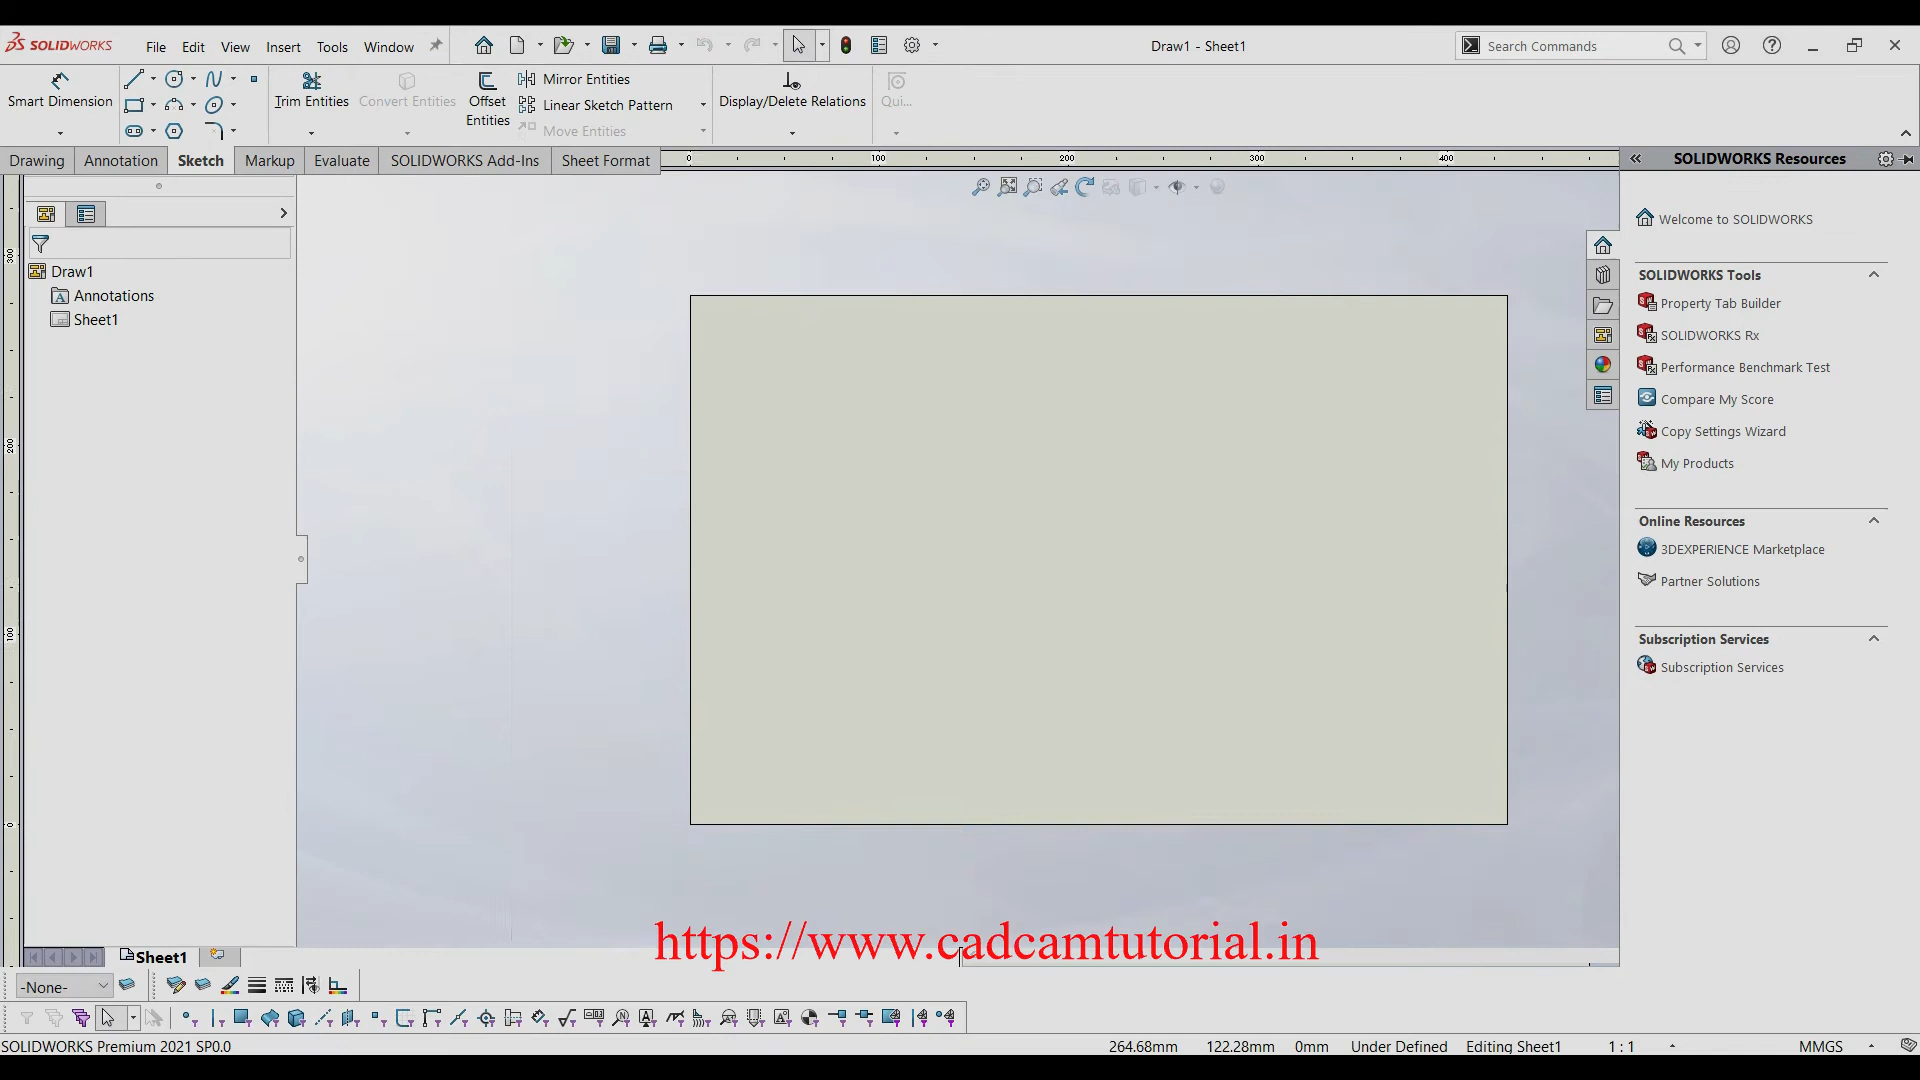 SOLIDWORKS File Edit View Insert Tools Window Draw1 - Sheet1 Search Commands
Smart Dimension Trim Entities Convert Entities Offset Entities Mirror Entities Display/Delete Relations Qui...
Linear Sketch Pattern
Move Entities
Drawing Annotation Sketch Markup Evaluate SOLIDWORKS Add-Ins Sheet Format
0 100 200 300 400
SOLIDWORKS Resources
Welcome to SOLIDWORKS
SOLIDWORKS Tools
Property Tab Builder
SOLIDWORKS Rx
Performance Benchmark Test
Compare My Score
Copy Settings Wizard
My Products
Online Resources
3DEXPERIENCE Marketplace
Partner Solutions
Subscription Services
Subscription Services
Draw1
Annotations
Sheet1
300
200
100
0
https://www.cadcamtutorial.in
Sheet1
-None-
SOLIDWORKS Premium 2021 SP0.0 264.68mm 122.28mm 0mm Under Defined Editing Sheet1 1 : 1 MMGS